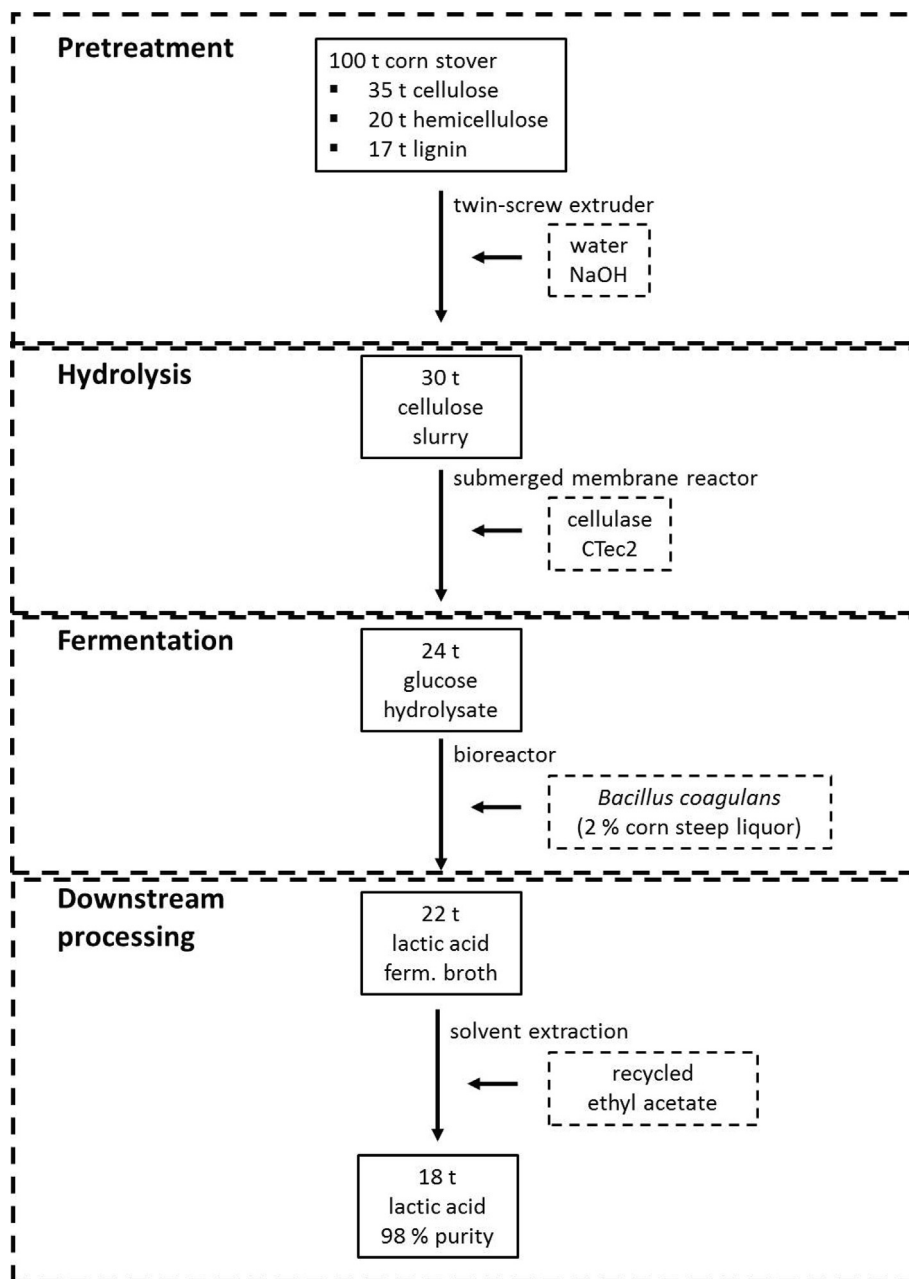 Pretreatment
100 t corn stover
▪ 35 t cellulose
▪ 20 t hemicellulose
▪ 17 t lignin
twin-screw extruder
water
NaOH
Hydrolysis
30 t
cellulose
slurry
submerged membrane reactor
cellulase
CTec2
Fermentation
24 t
glucose
hydrolysate
bioreactor
Bacillus coagulans
(2 % corn steep liquor)
Downstream
processing
22 t
lactic acid
ferm. broth
solvent extraction
recycled
ethyl acetate
18 t
lactic acid
98 % purity